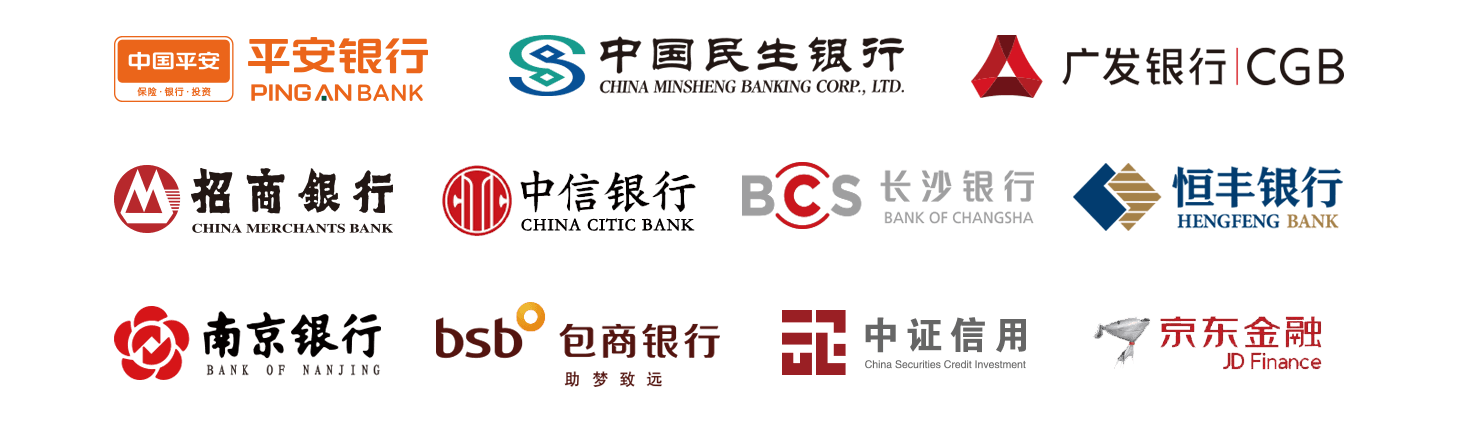 中国平安
保险·银行·投资
平安银行
PINGAN BANK
中国民生银行
CHINA MINSHENG BANKING CORP., LTD.
广发银行|CGB
招商銀行
CHINA MERCHANTS BANK
中信银行
CHINA CITIC BANK
BCS
长沙银行
BANK OF CHANGSHA
恒丰银行
HENGFENG BANK
南京银行
BANK OF NANJING
bsb
包商银行
助梦致远
中证信用
China Securities Credit Investment
京东金融
JD Finance